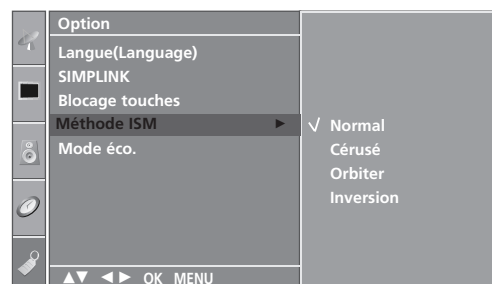 Option
Langue(Language)
SIMPLINK
Blocage touches
Méthode ISM ►
Mode éco.
√ Normal
Cérusé
Orbiter
Inversion
▲▼ ◄► OK MENU